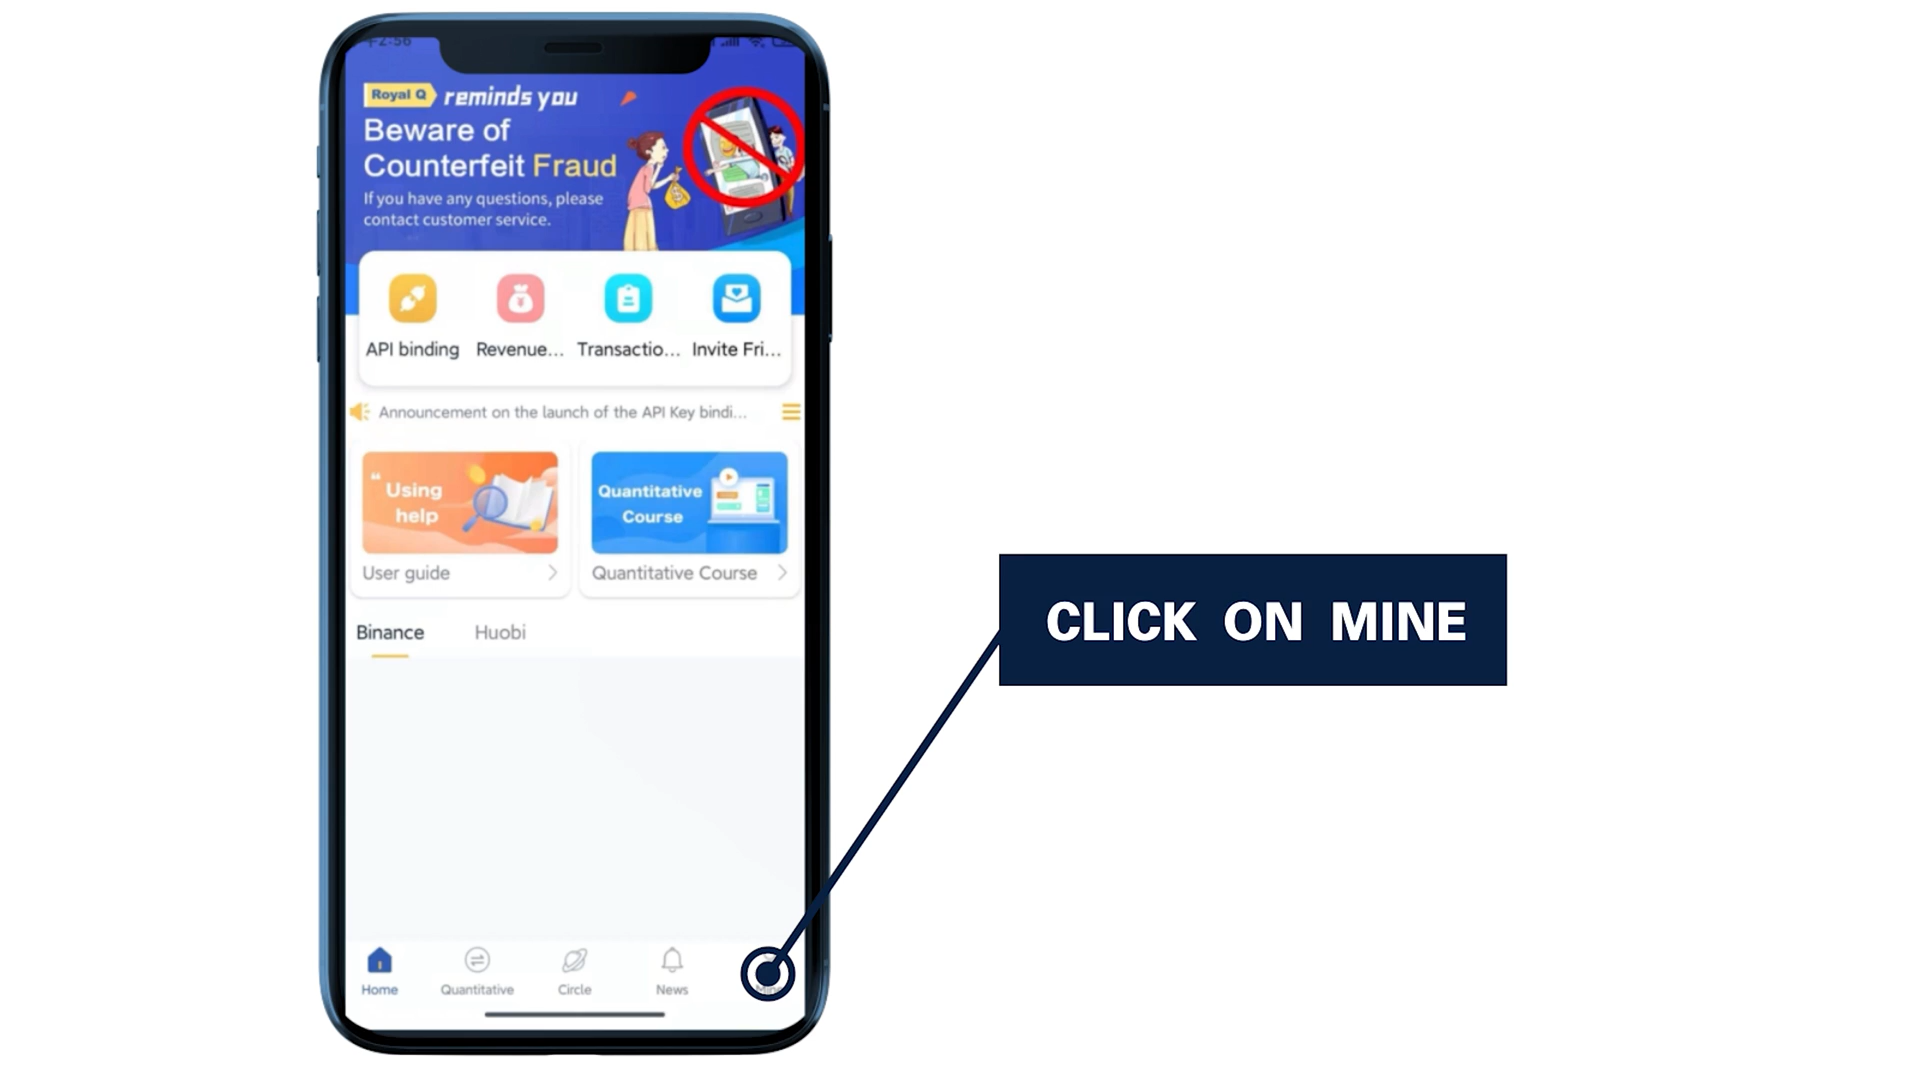 Royal Q reminds you
Beware of
Counterfeit Fraud
If you have any questions, please
contact customer service.
API binding Revenue... Transactio... Invite Fri...
Announcement on the launch of the API Key bindi...
“Using
help
Quantitative
Course
User guide
Quantitative Course
Binance Huobi
CLICK ON MINE
Home Quantitative Circle News